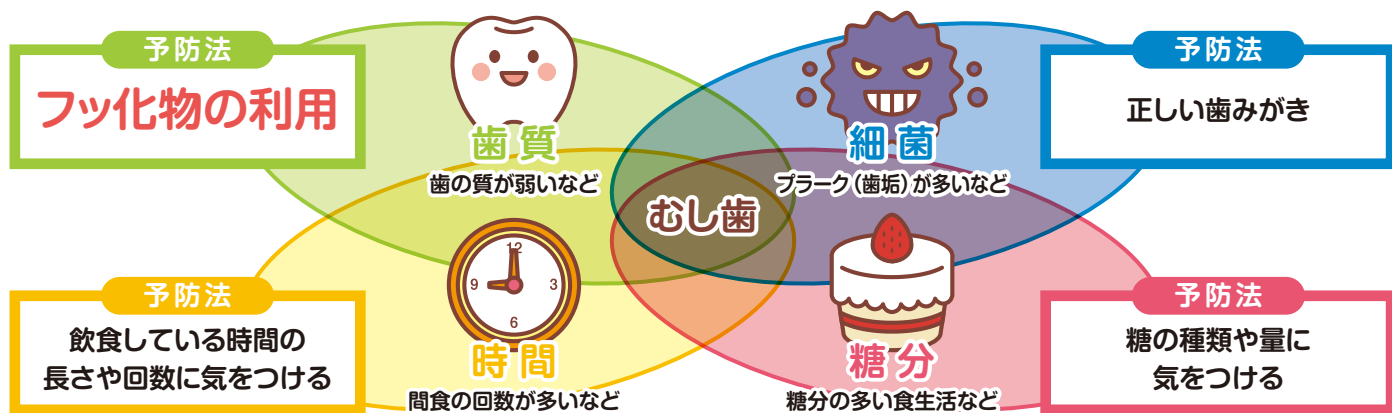 予防法
フッ化物の利用
歯質
歯の質が弱いなど
細菌
プラーク(歯垢)が多いなど
予防法
正しい歯みがき
むし歯
予防法
飲食している時間の
長さや回数に気をつける
12
9
3
6
時間
間食の回数が多いなど
糖分
糖分の多い食生活など
予防法
糖の種類や量に
気をつける